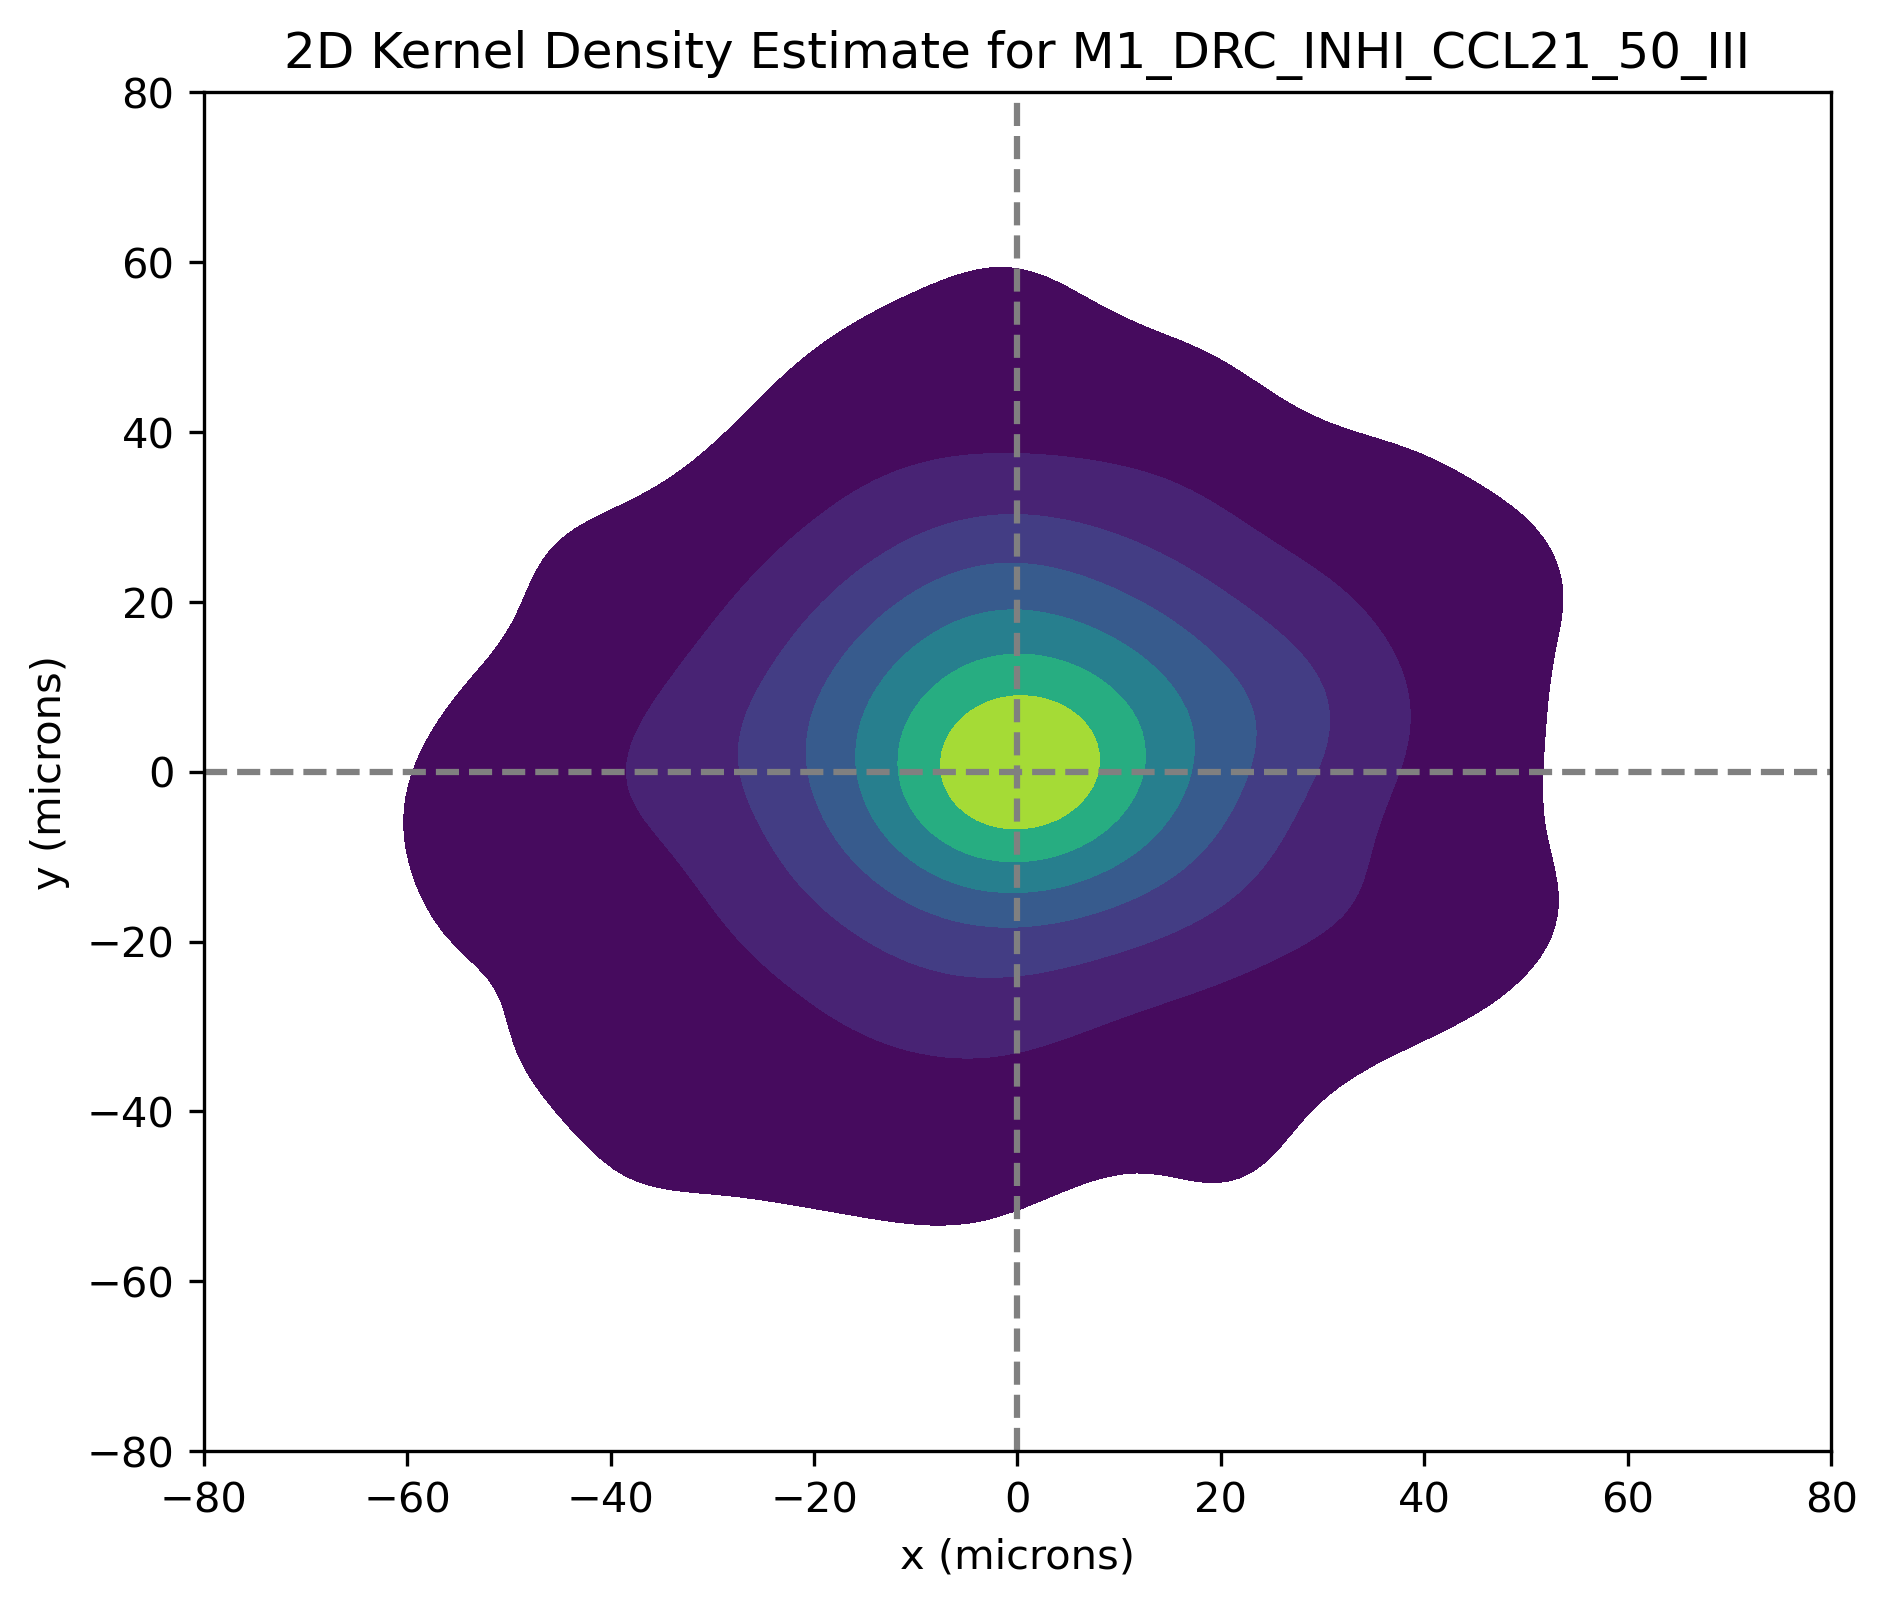 2D Kernel Density Estimate for M1_DRC_INHI_CCL21_50_III
80
60
40
20
0
−20
−40
−60
−80
y (microns)
−80 −60 −40 −20 0 20 40 60 80
x (microns)